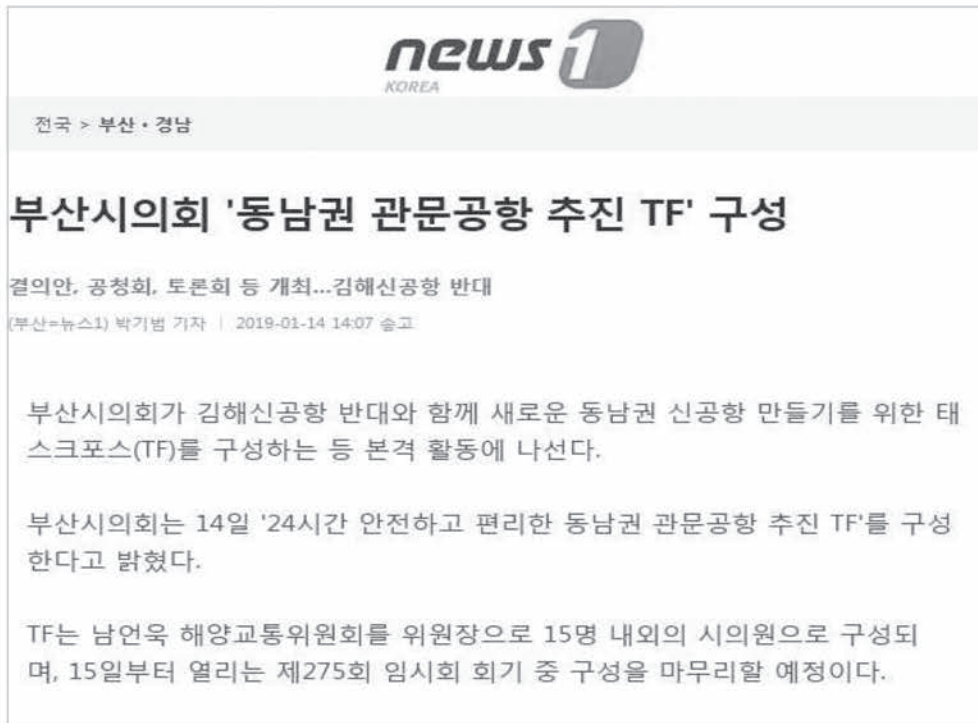 news1
KOREA
전국 > 부산·경남
부산시의회 '동남권 관문공항 추진 TF' 구성
결의안, 공청회, 토론회 등 개최...김해신공항 반대
(부산=뉴스1) 박기범 기자 | 2019-01-14 14:07 송고
부산시의회가 김해신공항 반대와 함께 새로운 동남권 신공항 만들기를 위한 태
스크포스(TF)를 구성하는 등 본격 활동에 나선다.
부산시의회는 14일 '24시간 안전하고 편리한 동남권 관문공항 추진 TF'를 구성
한다고 밝혔다.
TF는 남언욱 해양교통위원회를 위원장으로 15명 내외의 시의원으로 구성되
며, 15일부터 열리는 제275회 임시회 회기 중 구성을 마무리할 예정이다.